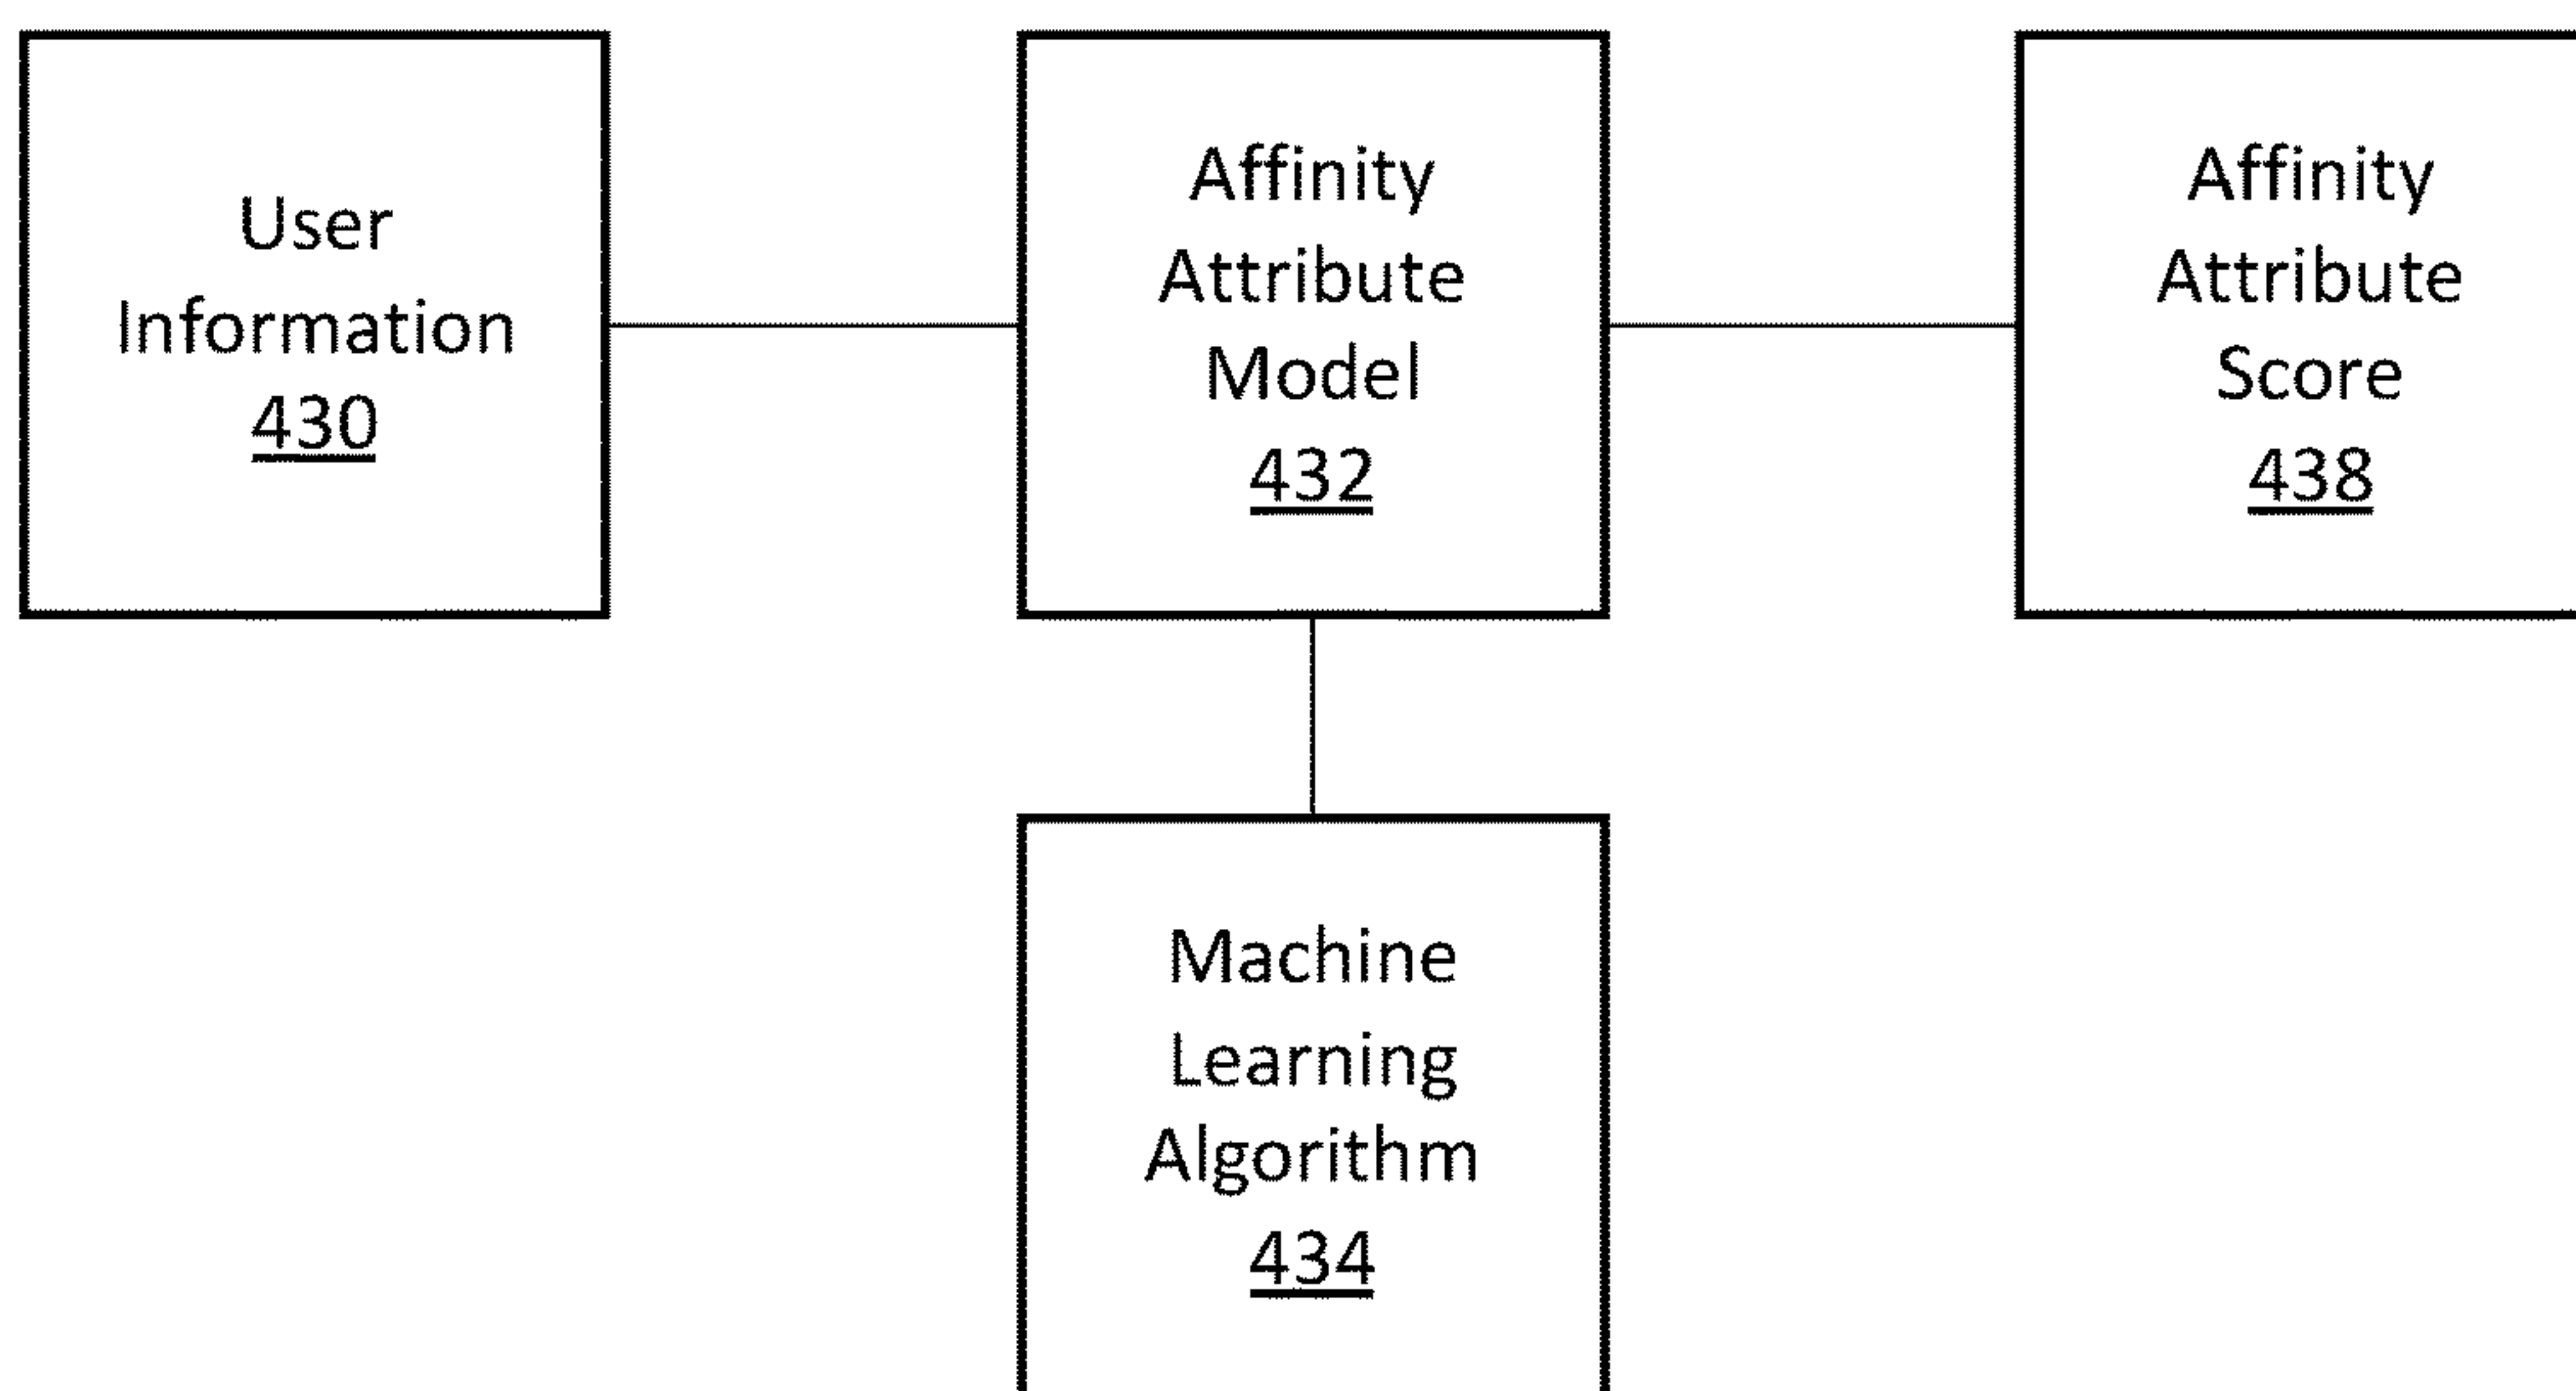 User
Information
430
Affinity
Attribute
Model
432
Affinity
Attribute
Score
438
Machine
Learning
Algorithm
434